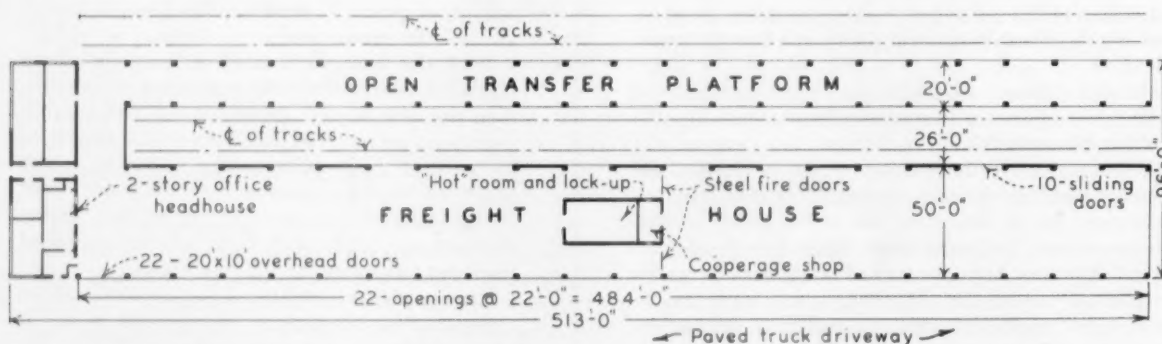 ℄ of tracks
OPEN TRANSFER PLATFORM
20'-0"
℄ of tracks
26'-0"
2-story office
headhouse
"Hot" room and lock-up
Steel fire doors
10-sliding
doors
FREIGHT HOUSE
50'-0"
22-20'x10' overhead doors
Cooperage shop
22-openings @ 22'-0" = 484'-0"
513'-0"
Paved truck driveway